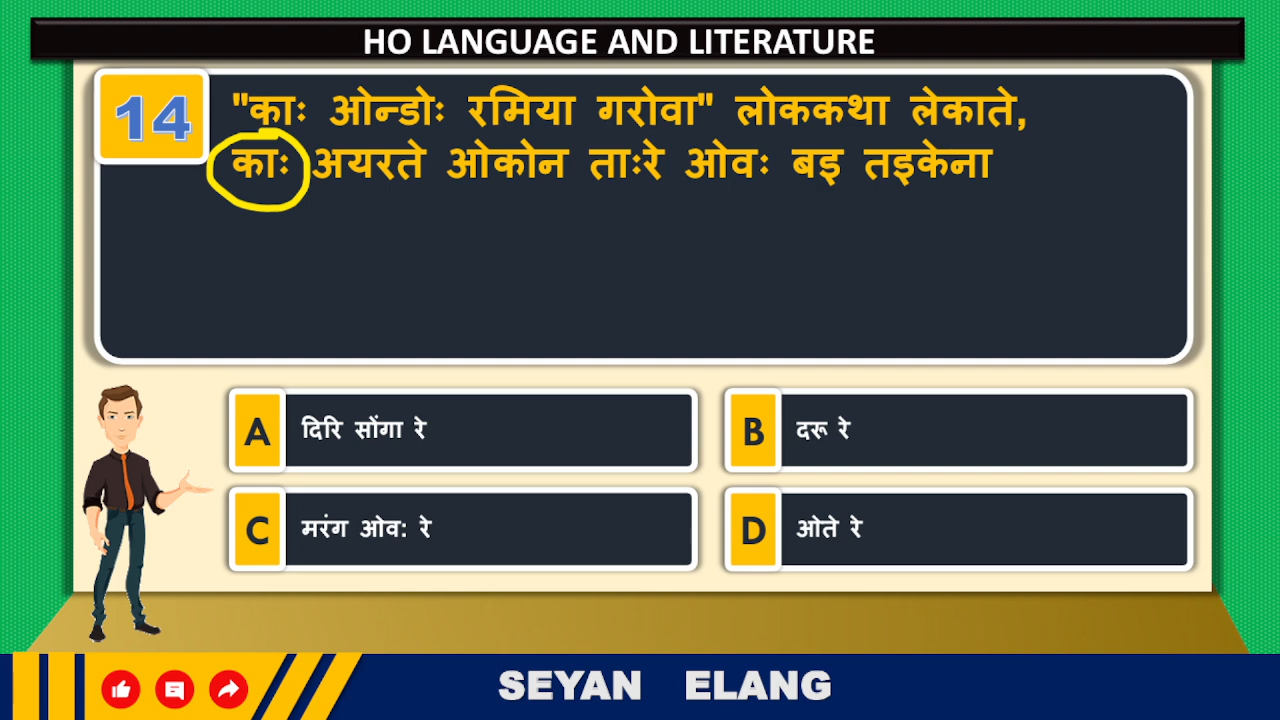 HO LANGUAGE AND LITERATURE
14
"काः ओन्डोः रमिया गरोवा" लोककथा लेकाते,
काः अयरते ओकोन ताःरे ओवः बइ तइकेना
A दिरि सोंगा रे
B दरू रे
C मरंग ओव: रे
D ओते रे
SEYAN ELANG